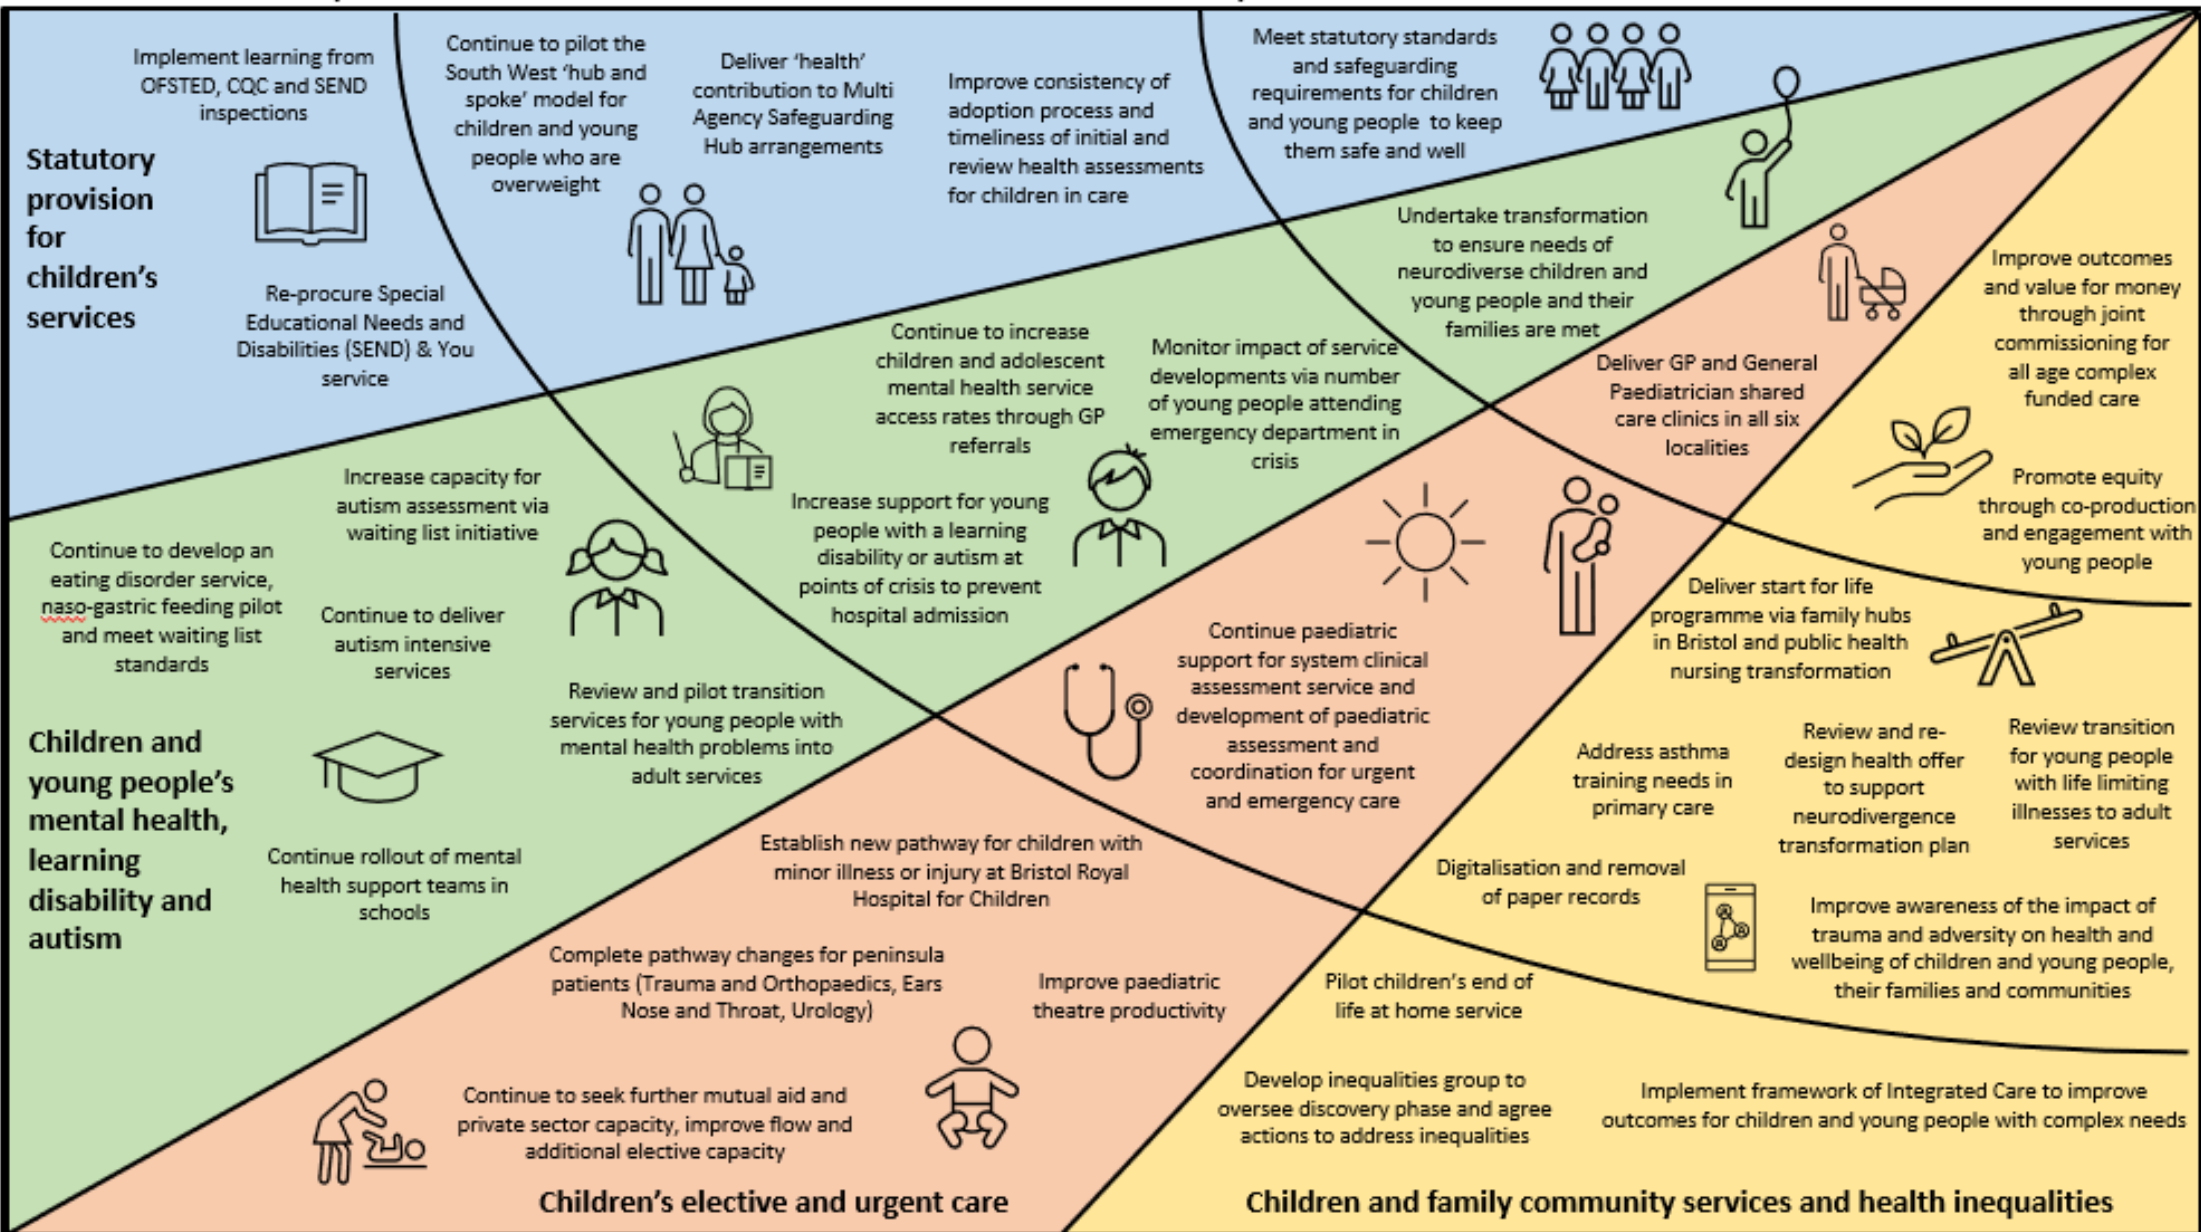 Implement learning from
OFSTED, CQC and SEND
inspections
Statutory
provision
for
children's
services
Re-procure Special
Educational Needs and
Disabilities (SEND) & You
service
Continue to pilot the
South West 'hub and
spoke' model for
children and young
people who are
overweight
Deliver 'health'
contribution to Multi
Agency Safeguarding
Hub arrangements
Improve consistency of
adoption process and
timeliness of initial and
review health assessments
for children in care
Meet statutory standards
and safeguarding
requirements for children
and young people to keep
them safe and well
Continue to develop an
eating disorder service,
naso-gastric feeding pilot
and meet waiting list
standards
Increase capacity for
autism assessment via
waiting list initiative
Continue to deliver
autism intensive
services
Review and pilot transition
services for young people with
mental health problems into
adult services
Children and
young people's
mental health,
learning
disability and
autism
Continue rollout of mental
health support teams in
schools
Continue to increase
children and adolescent
mental health service
access rates through GP
referrals
Monitor impact of service
developments via number
of young people attending
emergency department in
crisis
Increase support for young
people with a learning
disability or autism at
points of crisis to prevent
hospital admission
Undertake transformation
to ensure needs of
neurodiverse children and
young people and their
families are met
Deliver GP and General
Paediatrician shared
care clinics in all six
localities
Continue paediatric
support for system clinical
assessment service and
development of paediatric
assessment and
coordination for urgent
and emergency care
Establish new pathway for children with
minor illness or injury at Bristol Royal
Hospital for Children
Complete pathway changes for peninsula
patients (Trauma and Orthopaedics, Ears
Nose and Throat, Urology)
Improve paediatric
theatre productivity
Continue to seek further mutual aid and
private sector capacity, improve flow and
additional elective capacity
Children's elective and urgent care
Improve outcomes
and value for money
through joint
commissioning for
all age complex
funded care
Promote equity
through co-production
and engagement with
young people
Deliver start for life
programme via family hubs
in Bristol and public health
nursing transformation
Address asthma
training needs in
primary care
Review and re-
design health offer
to support
neurodivergence
transformation plan
Review transition
for young people
with life limiting
illnesses to adult
services
Digitalisation and removal
of paper records
Improve awareness of the impact of
trauma and adversity on health and
wellbeing of children and young people,
their families and communities
Pilot children's end of
life at home service
Develop inequalities group to
oversee discovery phase and agree
actions to address inequalities
Implement framework of Integrated Care to improve
outcomes for children and young people with complex needs
Children and family community services and health inequalities